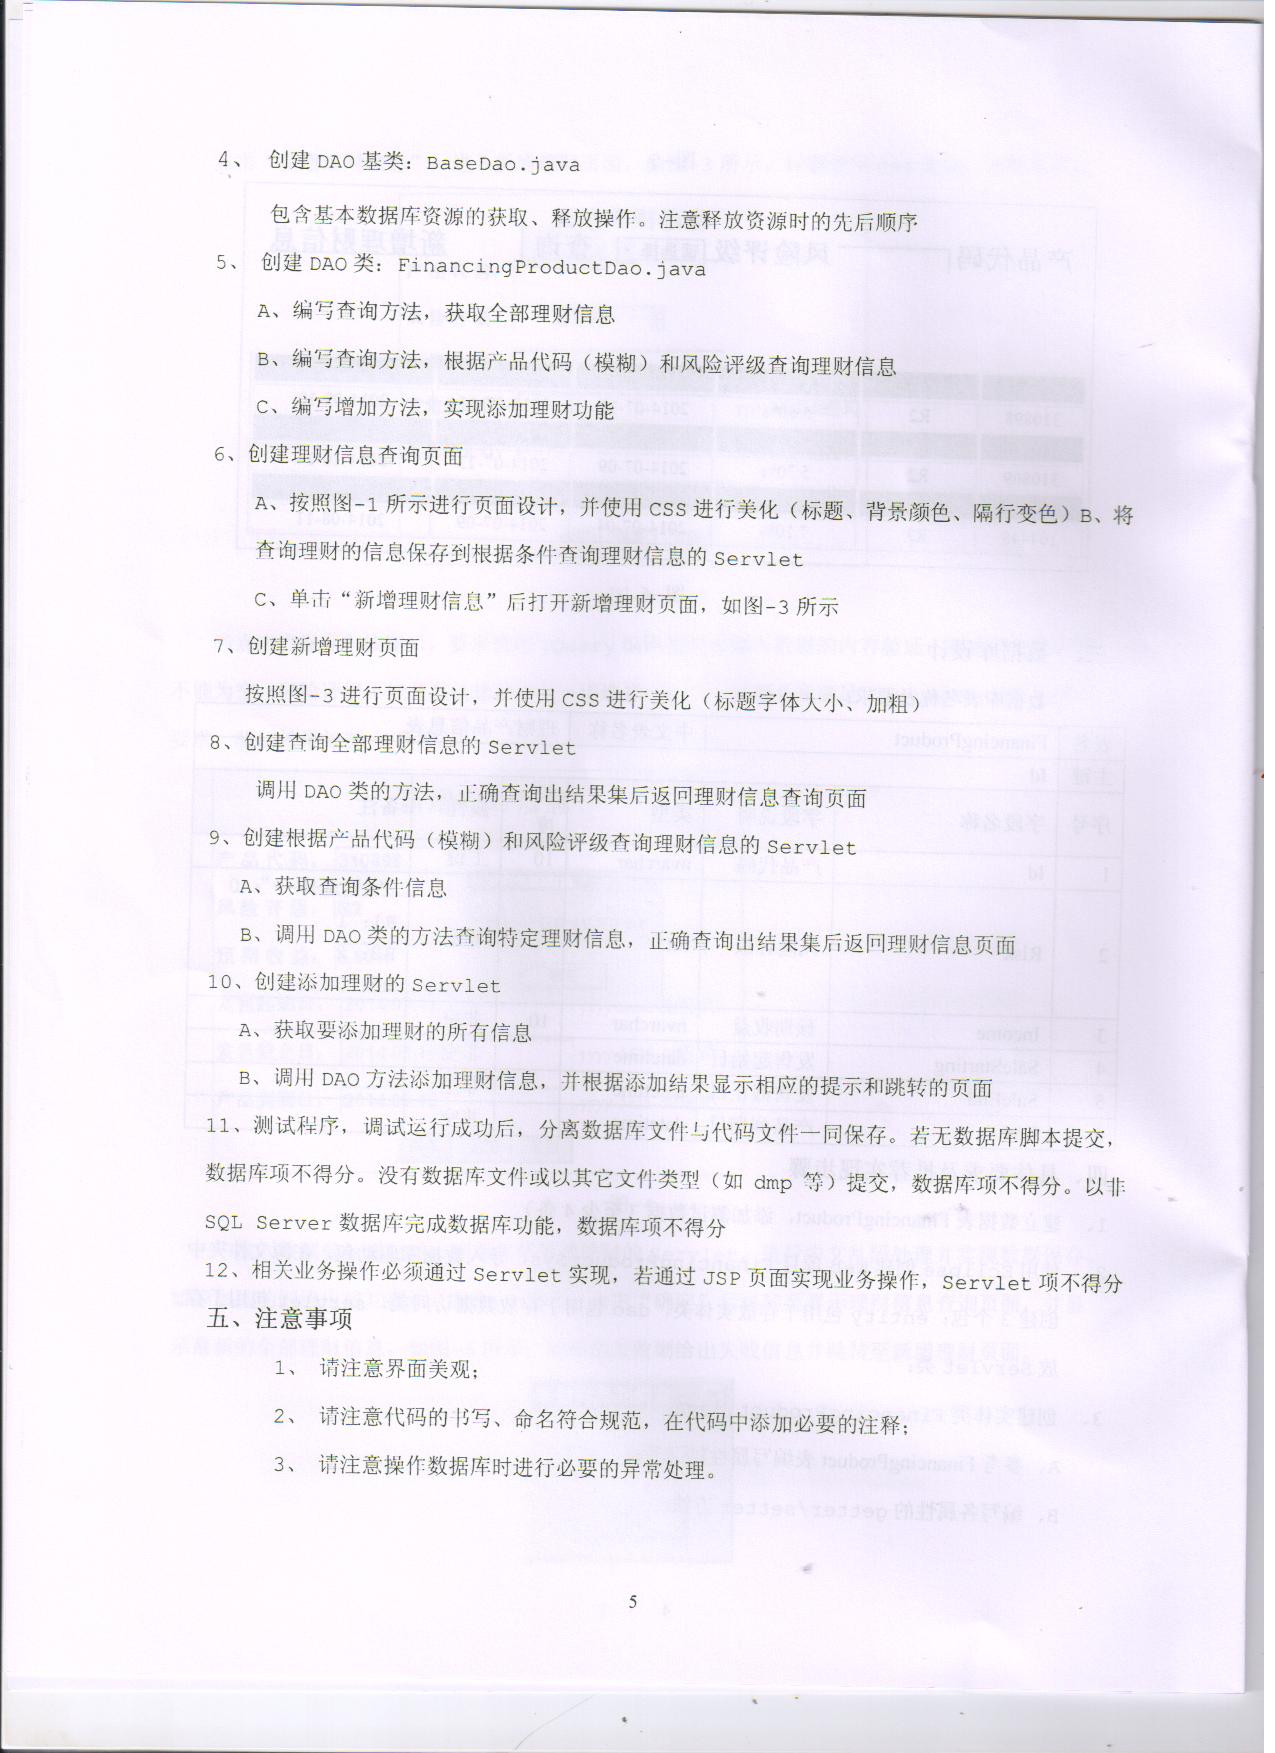 4、 创建 DAO 基类：BaseDao.java
包含基本数据库资源的获取、释放操作。注意释放资源时的先后顺序
5、 创建 DAO 类：FinancingProductDao.java
A、编写查询方法，获取全部理财信息
B、编写查询方法，根据产品代码（模糊）和风险评级查询理财信息
C、编写增加方法，实现添加理财功能
6、创建理财信息查询页面
A、按照图-1 所示进行页面设计，并使用 CSS 进行美化（标题、背景颜色、隔行变色）B、将
查询理财的信息保存到根据条件查询理财信息的 Servlet
C、单击“新增理财信息”后打开新增理财页面，如图-3 所示
7、创建新增理财页面
按照图-3 进行页面设计，并使用 CSS 进行美化（标题字体大小、加粗）
8、创建查询全部理财信息的 Servlet
调用 DAO 类的方法，正确查询出结果集后返回理财信息查询页面
9、创建根据产品代码（模糊）和风险评级查询理财信息的 Servlet
A、获取查询条件信息
B、调用 DAO 类的方法查询特定理财信息，正确查询出结果集后返回理财信息页面
10、创建添加理财的 Servlet
A、获取要添加理财的所有信息
B、调用 DAO 方法添加理财信息，并根据添加结果显示相应的提示和跳转的页面
11、测试程序，调试运行成功后，分离数据库文件与代码文件一同保存。若无数据库脚本提交，
数据库项不得分。没有数据库文件或以其它文件类型（如 dmp 等）提交，数据库项不得分。以非
SQL Server 数据库完成数据库功能，数据库项不得分
12、相关业务操作必须通过 Servlet 实现，若通过 JSP 页面实现业务操作，Servlet 项不得分
五、注意事项
1、 请注意界面美观；
2、 请注意代码的书写、命名符合规范，在代码中添加必要的注释；
3、 请注意操作数据库时进行必要的异常处理。
5